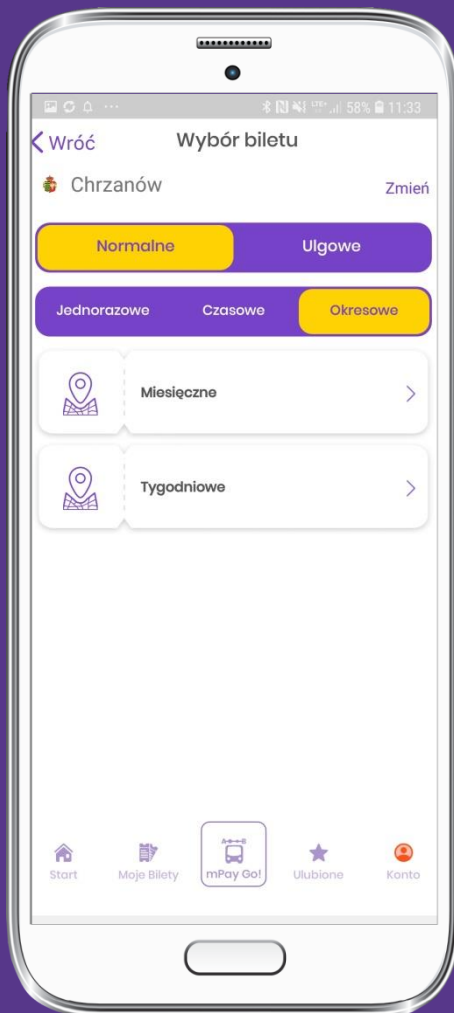 58% 11:33
Wróć Wybór biletu
Chrzanów Zmień
Normalne Ulgowe
Jednorazowe Czasowe Okresowe
Miesięczne
Tygodniowe
Start Moje Bilety mPay Go! Ulubione Konto